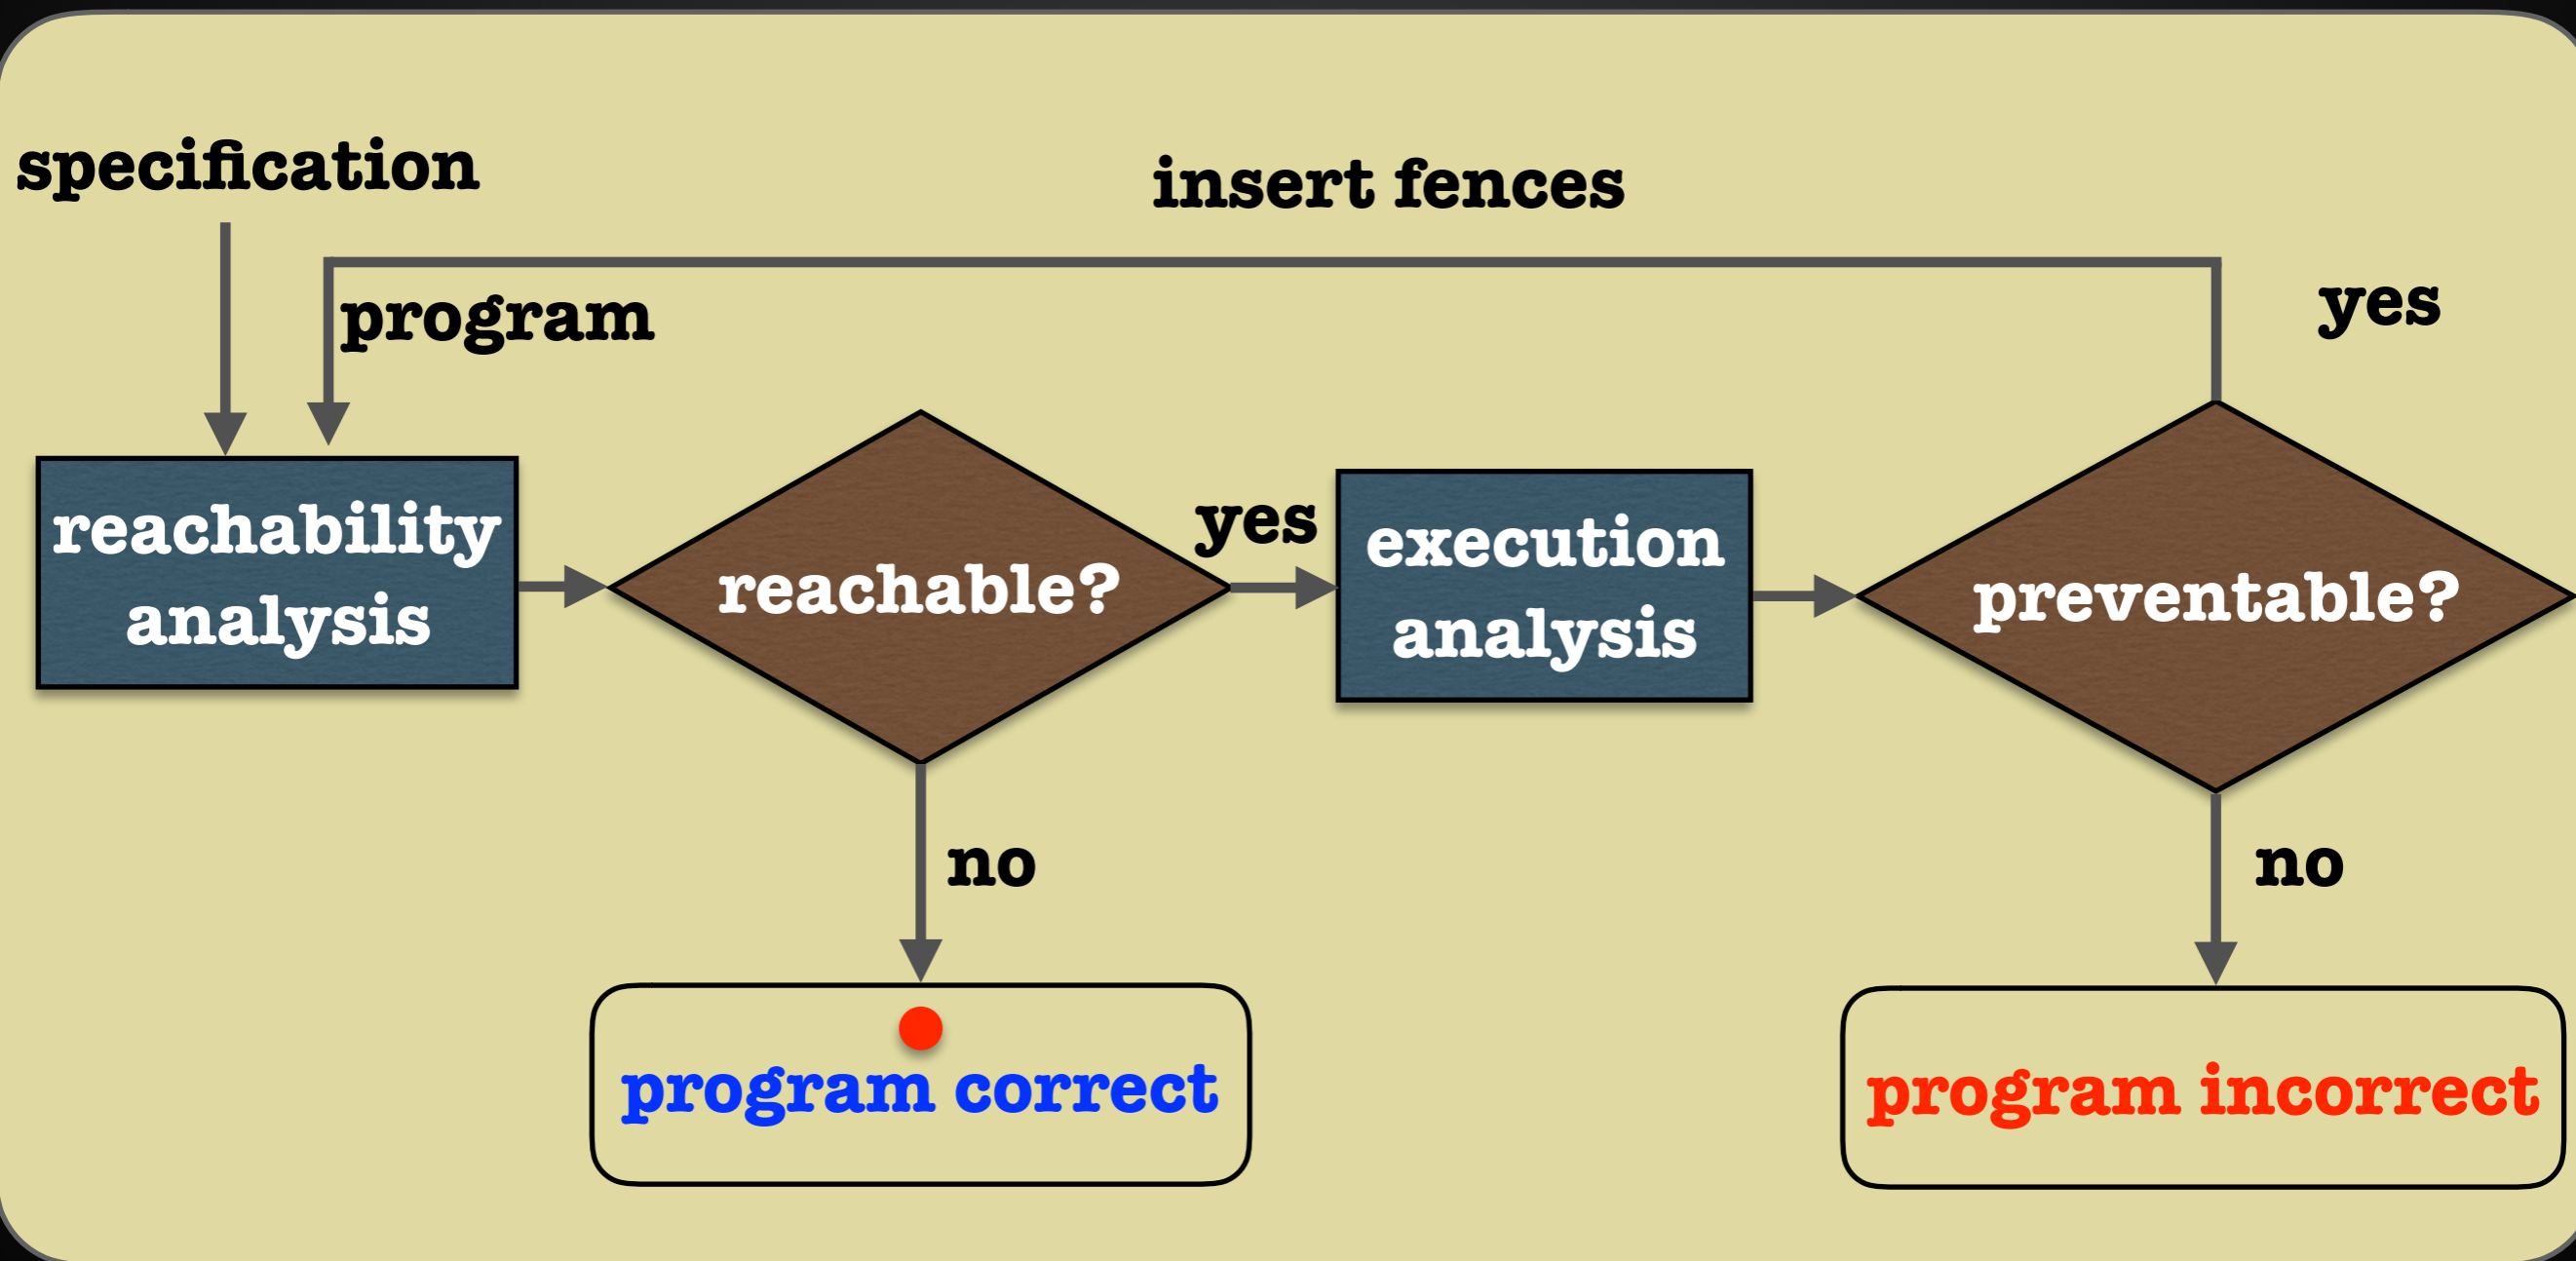 specification
insert fences
program
yes
reachability
analysis
reachable?
yes
execution
analysis
preventable?
no
no
program correct
program incorrect